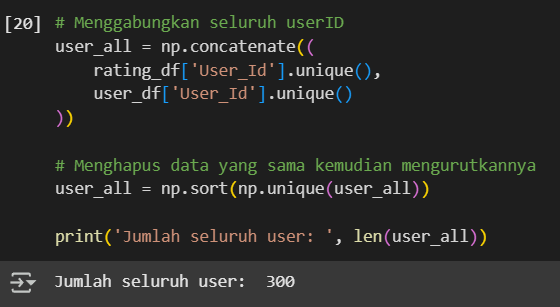 [20] # Menggabungkan seluruh userID
user_all = np.concatenate((
    rating_df['User_Id'].unique(),
    user_df['User_Id'].unique()
))
# Menghapus data yang sama kemudian mengurutkannya
user_all = np.sort(np.unique(user_all))
print('Jumlah seluruh user: ', len(user_all))
Jumlah seluruh user:  300